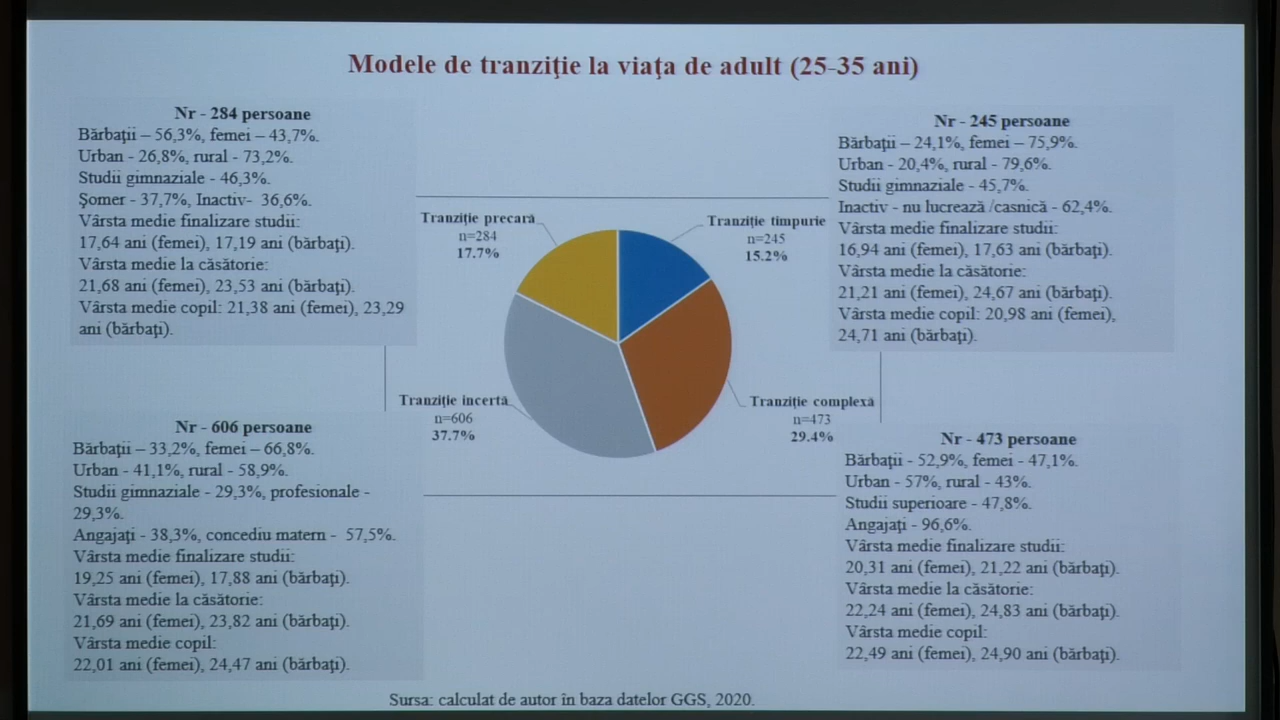 Modele de tranziţie la viaţa de adult (25-35 ani)
Nr - 284 persoane
Bărbaţii – 56,3%, femei – 43,7%.
Urban - 26,8%, rural - 73,2%.
Studii gimnaziale - 46,3%.
Şomer - 37,7%, Inactiv- 36,6%.
Vârsta medie finalizare studii:
17,64 ani (femei), 17,19 ani (bărbaţi).
Vârsta medie la căsătorie:
21,68 ani (femei), 23,53 ani (bărbaţi).
Vârsta medie copil: 21,38 ani (femei), 23,29
ani (bărbaţi).
Nr - 245 persoane
Bărbaţii – 24,1%, femei – 75,9%.
Urban - 20,4%, rural - 79,6%.
Studii gimnaziale - 45,7%.
Inactiv - nu lucrează /casnică - 62,4%.
Vârsta medie finalizare studii:
16,94 ani (femei), 17,63 ani (bărbaţi).
Vârsta medie la căsătorie:
21,21 ani (femei), 24,67 ani (bărbaţi).
Vârsta medie copil: 20,98 ani (femei),
24,71 ani (bărbaţi).
Tranziţie precară
n=284
17.7%
Tranziţie timpurie
n=245
15.2%
Tranziţie incertă
n=606
37.7%
Tranziţie complexă
n=473
29.4%
Nr - 606 persoane
Bărbaţii – 33,2%, femei – 66,8%.
Urban - 41,1%, rural - 58,9%.
Studii gimnaziale - 29,3%, profesionale -
29,3%.
Angajaţi - 38,3%, concediu matern - 57,5%.
Vârsta medie finalizare studii:
19,25 ani (femei), 17,88 ani (bărbaţi).
Vârsta medie la căsătorie:
21,69 ani (femei), 23,82 ani (bărbaţi).
Vârsta medie copil:
22,01 ani (femei), 24,47 ani (bărbaţi).
Nr - 473 persoane
Bărbaţii - 52,9%, femei - 47,1%.
Urban - 57%, rural - 43%.
Studii superioare - 47,8%.
Angajaţi - 96,6%.
Vârsta medie finalizare studii:
20,31 ani (femei), 21,22 ani (bărbaţi).
Vârsta medie la căsătorie:
22,24 ani (femei), 24,83 ani (bărbaţi).
Vârsta medie copil:
22,49 ani (femei), 24,90 ani (bărbaţi).
Sursa: calculat de autor în baza datelor GGS, 2020.